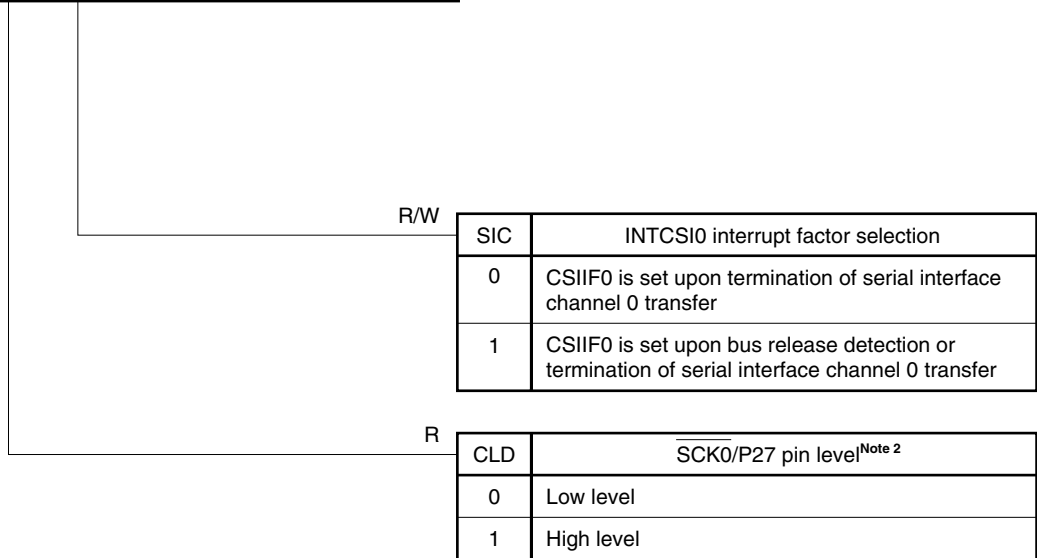 R/W
SIC INTCSI0 interrupt factor selection
0 CSIIF0 is set upon termination of serial interface
channel 0 transfer
1 CSIIF0 is set upon bus release detection or
termination of serial interface channel 0 transfer
R
CLD SCK0/P27 pin levelNote 2
0 Low level
1 High level